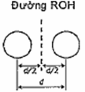 Đường ROH
d/2 d/2
d